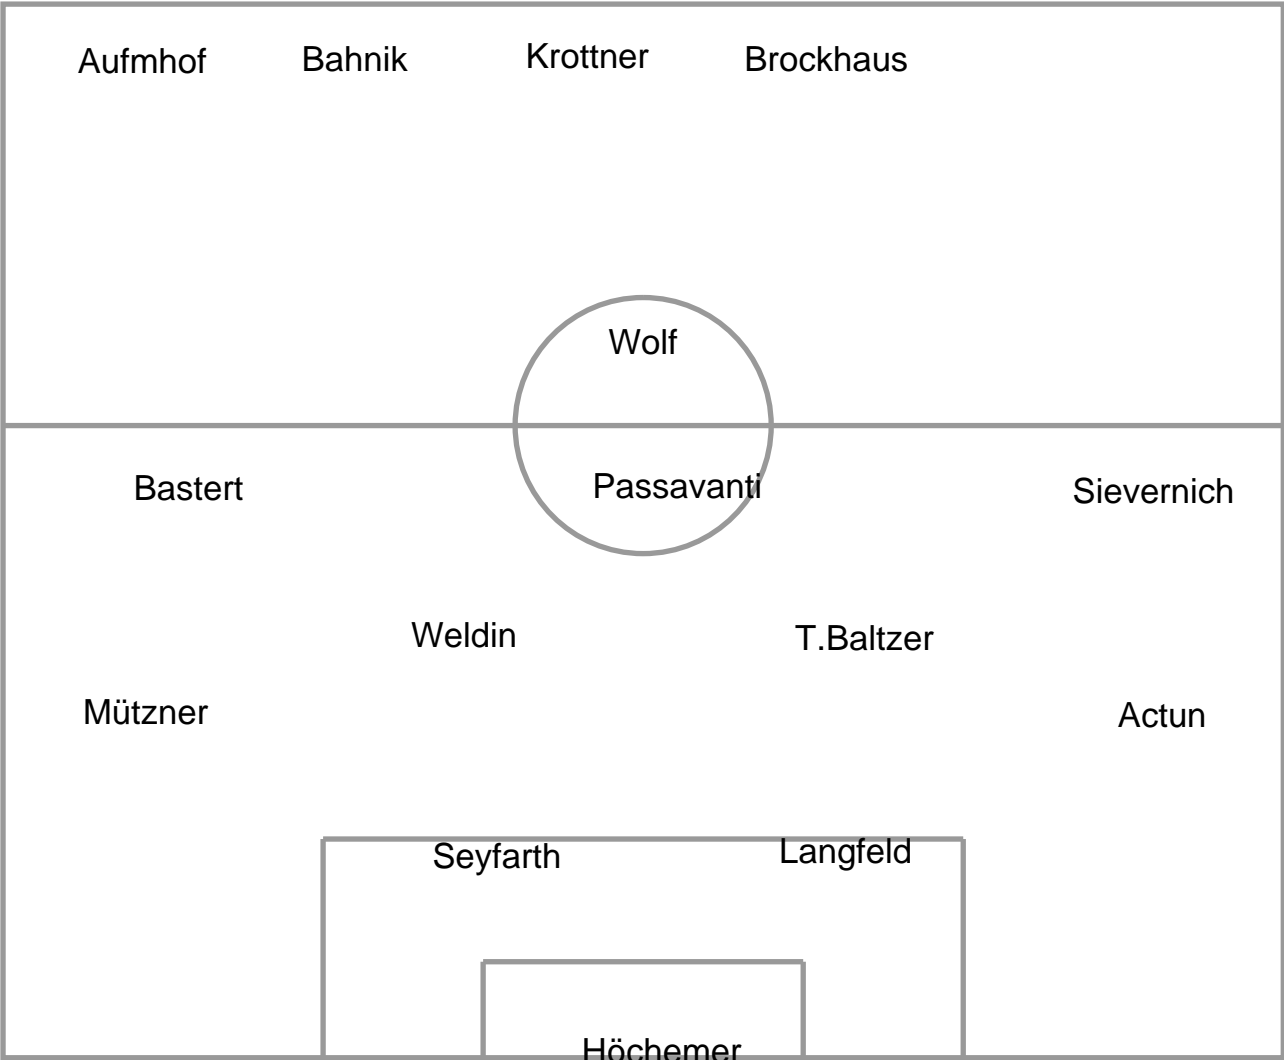 Aufmhof Bahnik Krottner Brockhaus
Wolf
Bastert Passavanti Sievernich
Weldin T.Baltzer
Mützner Actun
Seyfarth Langfeld
Höchemer